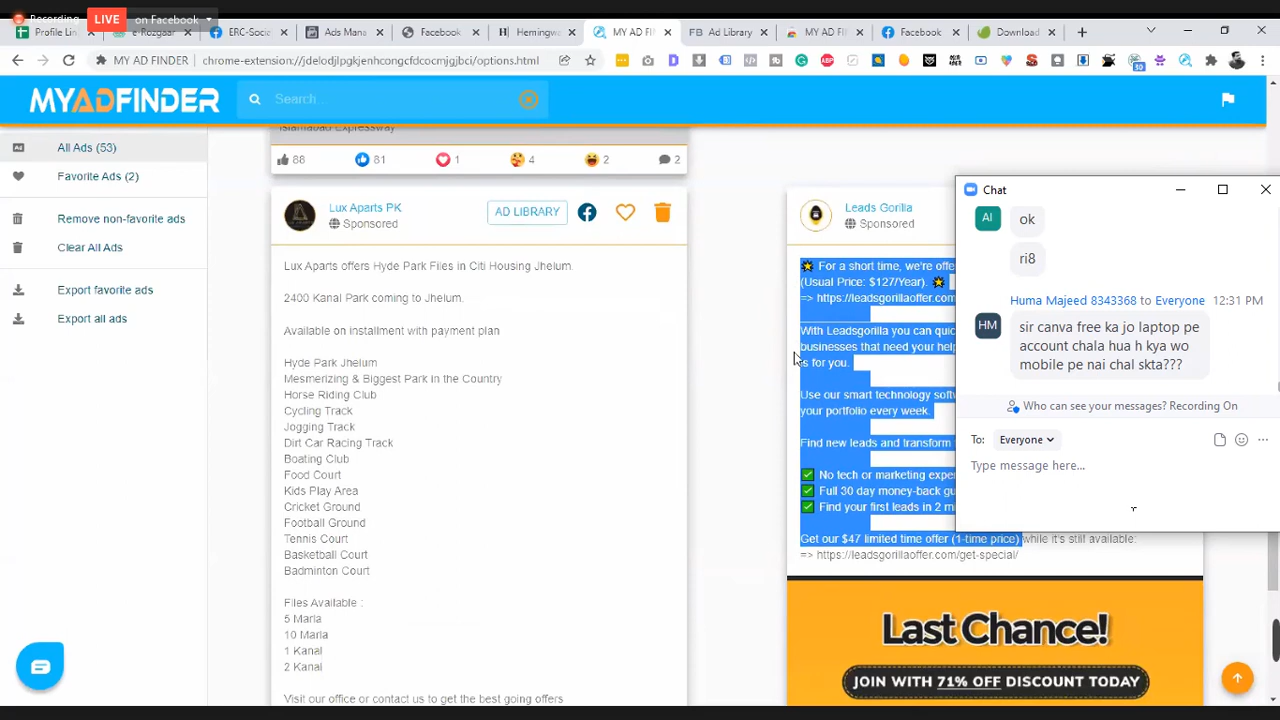 Recording
LIVE
on Facebook
Profile Lin
e-Rozgaar
ERC-Social
Ads Mana
Facebook
Hemingwa
MY AD FIN
Ad Library
MY AD FI
Facebook
Download
MY AD FINDER
chrome-extension://jdelodjlpgkjenhcongcfdcocmjgjbci/options.html
MYADFINDER
Search...
All Ads (53)
Favorite Ads (2)
Remove non-favorite ads
Clear All Ads
Export favorite ads
Export all ads
Islamabad Expressway
88
81
1
4
2
2
Lux Aparts PK
Sponsored
AD LIBRARY
Lux Aparts offers Hyde Park Files in Citi Housing Jhelum.
2400 Kanal Park coming to Jhelum.
Available on installment with payment plan
Hyde Park Jhelum
Mesmerizing & Biggest Park in the Country
Horse Riding Club
Cycling Track
Jogging Track
Dirt Car Racing Track
Boating Club
Food Court
Kids Play Area
Cricket Ground
Football Ground
Tennis Court
Basketball Court
Badminton Court
Files Available :
5 Marla
10 Marla
1 Kanal
2 Kanal
Visit our office or contact us to get the best going offers
Leads Gorilla
Sponsored
For a short time, we're offe
(Usual Price: $127/Year).
=> https://leadsgorillaoffer.com
With Leadsgorilla you can quic
businesses that need your help
is for you.
Use our smart technology softw
your portfolio every week.
Find new leads and transform
No tech or marketing exper
Full 30 day money-back gu
Find your first leads in 2 mi
Get our $47 limited time offer (1-time price) while it's still available:
=> https://leadsgorillaoffer.com/get-special/
Last Chance!
JOIN WITH 71% OFF DISCOUNT TODAY
Chat
AI
ok
ri8
Huma Majeed 8343368 to Everyone 12:31 PM
HM
sir canva free ka jo laptop pe
account chala hua h kya wo
mobile pe nai chal skta???
Who can see your messages? Recording On
To: Everyone
Type message here...